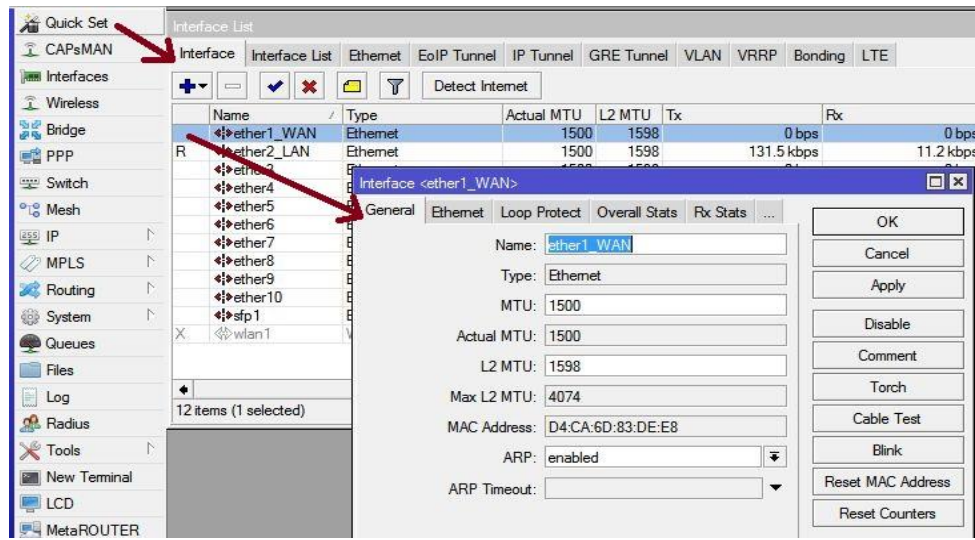 Quick Set
CAPsMAN
Interfaces
Wireless
Bridge
PPP
Switch
Mesh
IP
MPLS
Routing
System
Queues
Files
Log
Radius
Tools
New Terminal
LCD
MetaROUTER
Interface List
Interface Interface List Ethernet EoIP Tunnel IP Tunnel GRE Tunnel VLAN VRRP Bonding LTE
Detect Internet
Name Type Actual MTU L2 MTU Tx Rx
ether1_WAN Ethernet 1500 1598 0 bps 0 bps
R ether2_LAN Ethernet 1500 1598 131.5 kbps 11.2 kbps
ether3
ether4
ether5
ether6
ether7
ether8
ether9
ether10
sfp1
X wlan1
12 items (1 selected)
Interface <ether1_WAN>
General Ethernet Loop Protect Overall Stats Rx Stats ...
Name: ether1_WAN
Type: Ethernet
MTU: 1500
Actual MTU: 1500
L2 MTU: 1598
Max L2 MTU: 4074
MAC Address: D4:CA:6D:83:DE:E8
ARP: enabled
ARP Timeout:
OK
Cancel
Apply
Disable
Comment
Torch
Cable Test
Blink
Reset MAC Address
Reset Counters